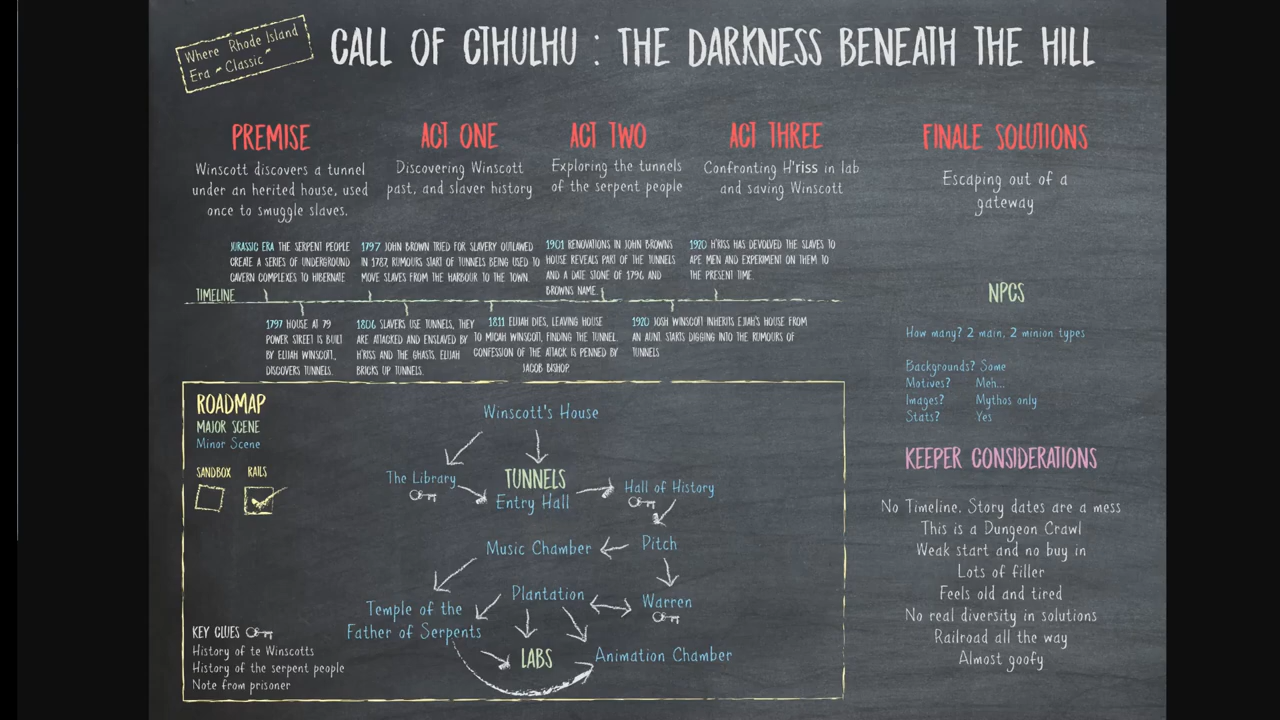 Where Rhode Island
Era - Classic
CALL OF CTHULHU : THE DARKNESS BENEATH THE HILL
PREMISE
Winscott discovers a tunnel
under an herited house, used
once to smuggle slaves.
ACT ONE
Discovering Winscott
past, and slaver history
ACT TWO
Exploring the tunnels
of the serpent people
ACT THREE
Confronting H'riss in lab
and saving Winscott
FINALE SOLUTIONS
Escaping out of a
gateway
JURASSIC ERA THE SERPENT PEOPLE
CREATE A SERIES OF UNDERGROUND
CAVERN COMPLEXES TO HIBERNATE
1797 JOHN BROWN TRIED FOR SLAVERY OUTLAWED
IN 1787, RUMOURS START OF TUNNELS BEING USED TO
MOVE SLAVES FROM THE HARBOUR TO THE TOWN.
1901 RENOVATIONS IN JOHN BROWNS
HOUSE REVEALS PART OF THE TUNNELS
AND A DATE STONE OF 1796 AND
BROWNS NAME.
1920 H'RISS HAS DEVOLVED THE SLAVES TO
APE MEN AND EXPERIMENT ON THEM TO
THE PRESENT TIME.
TIMELINE
1797 HOUSE AT 79
POWER STREET IS BUILT
BY ELIJAH WINSCOTT,
DISCOVERS TUNNELS.
1806 SLAVERS USE TUNNELS, THEY
ARE ATTACKED AND ENSLAVED BY
H'RISS AND THE GHASTS. ELIJAH
BRICKS UP TUNNELS.
1811 ELIJAH DIES, LEAVING HOUSE
TO MICAH WINSCOTT, FINDING THE TUNNEL.
CONFESSION OF THE ATTACK IS PENNED BY
JACOB BISHOP.
1920 JOSH WINSCOTT INHERITS EJIAH'S HOUSE FROM
AN AUNT STARTS DIGGING INTO THE RUMOURS OF
TUNNELS
NPCS
How many? 2 main, 2 minion types
Backgrounds? Some
Motives? Meh...
Images? Mythos only
Stats? Yes
KEEPER CONSIDERATIONS
No Timeline. Story dates are a mess
This is a Dungeon Crawl
Weak start and no buy in
Lots of filler
Feels old and tired
No real diversity in solutions
Railroad all the way
Almost goofy
ROADMAP
MAJOR SCENE
Minor Scene
SANDBOX RAILS
Winscott's House
The Library
TUNNELS
Entry Hall
Hall of History
Music Chamber
Pitch
Plantation
Warren
Temple of the
Father of Serpents
LABS
Animation Chamber
KEY CLUES
History of te Winscotts
History of the serpent people
Note from prisoner